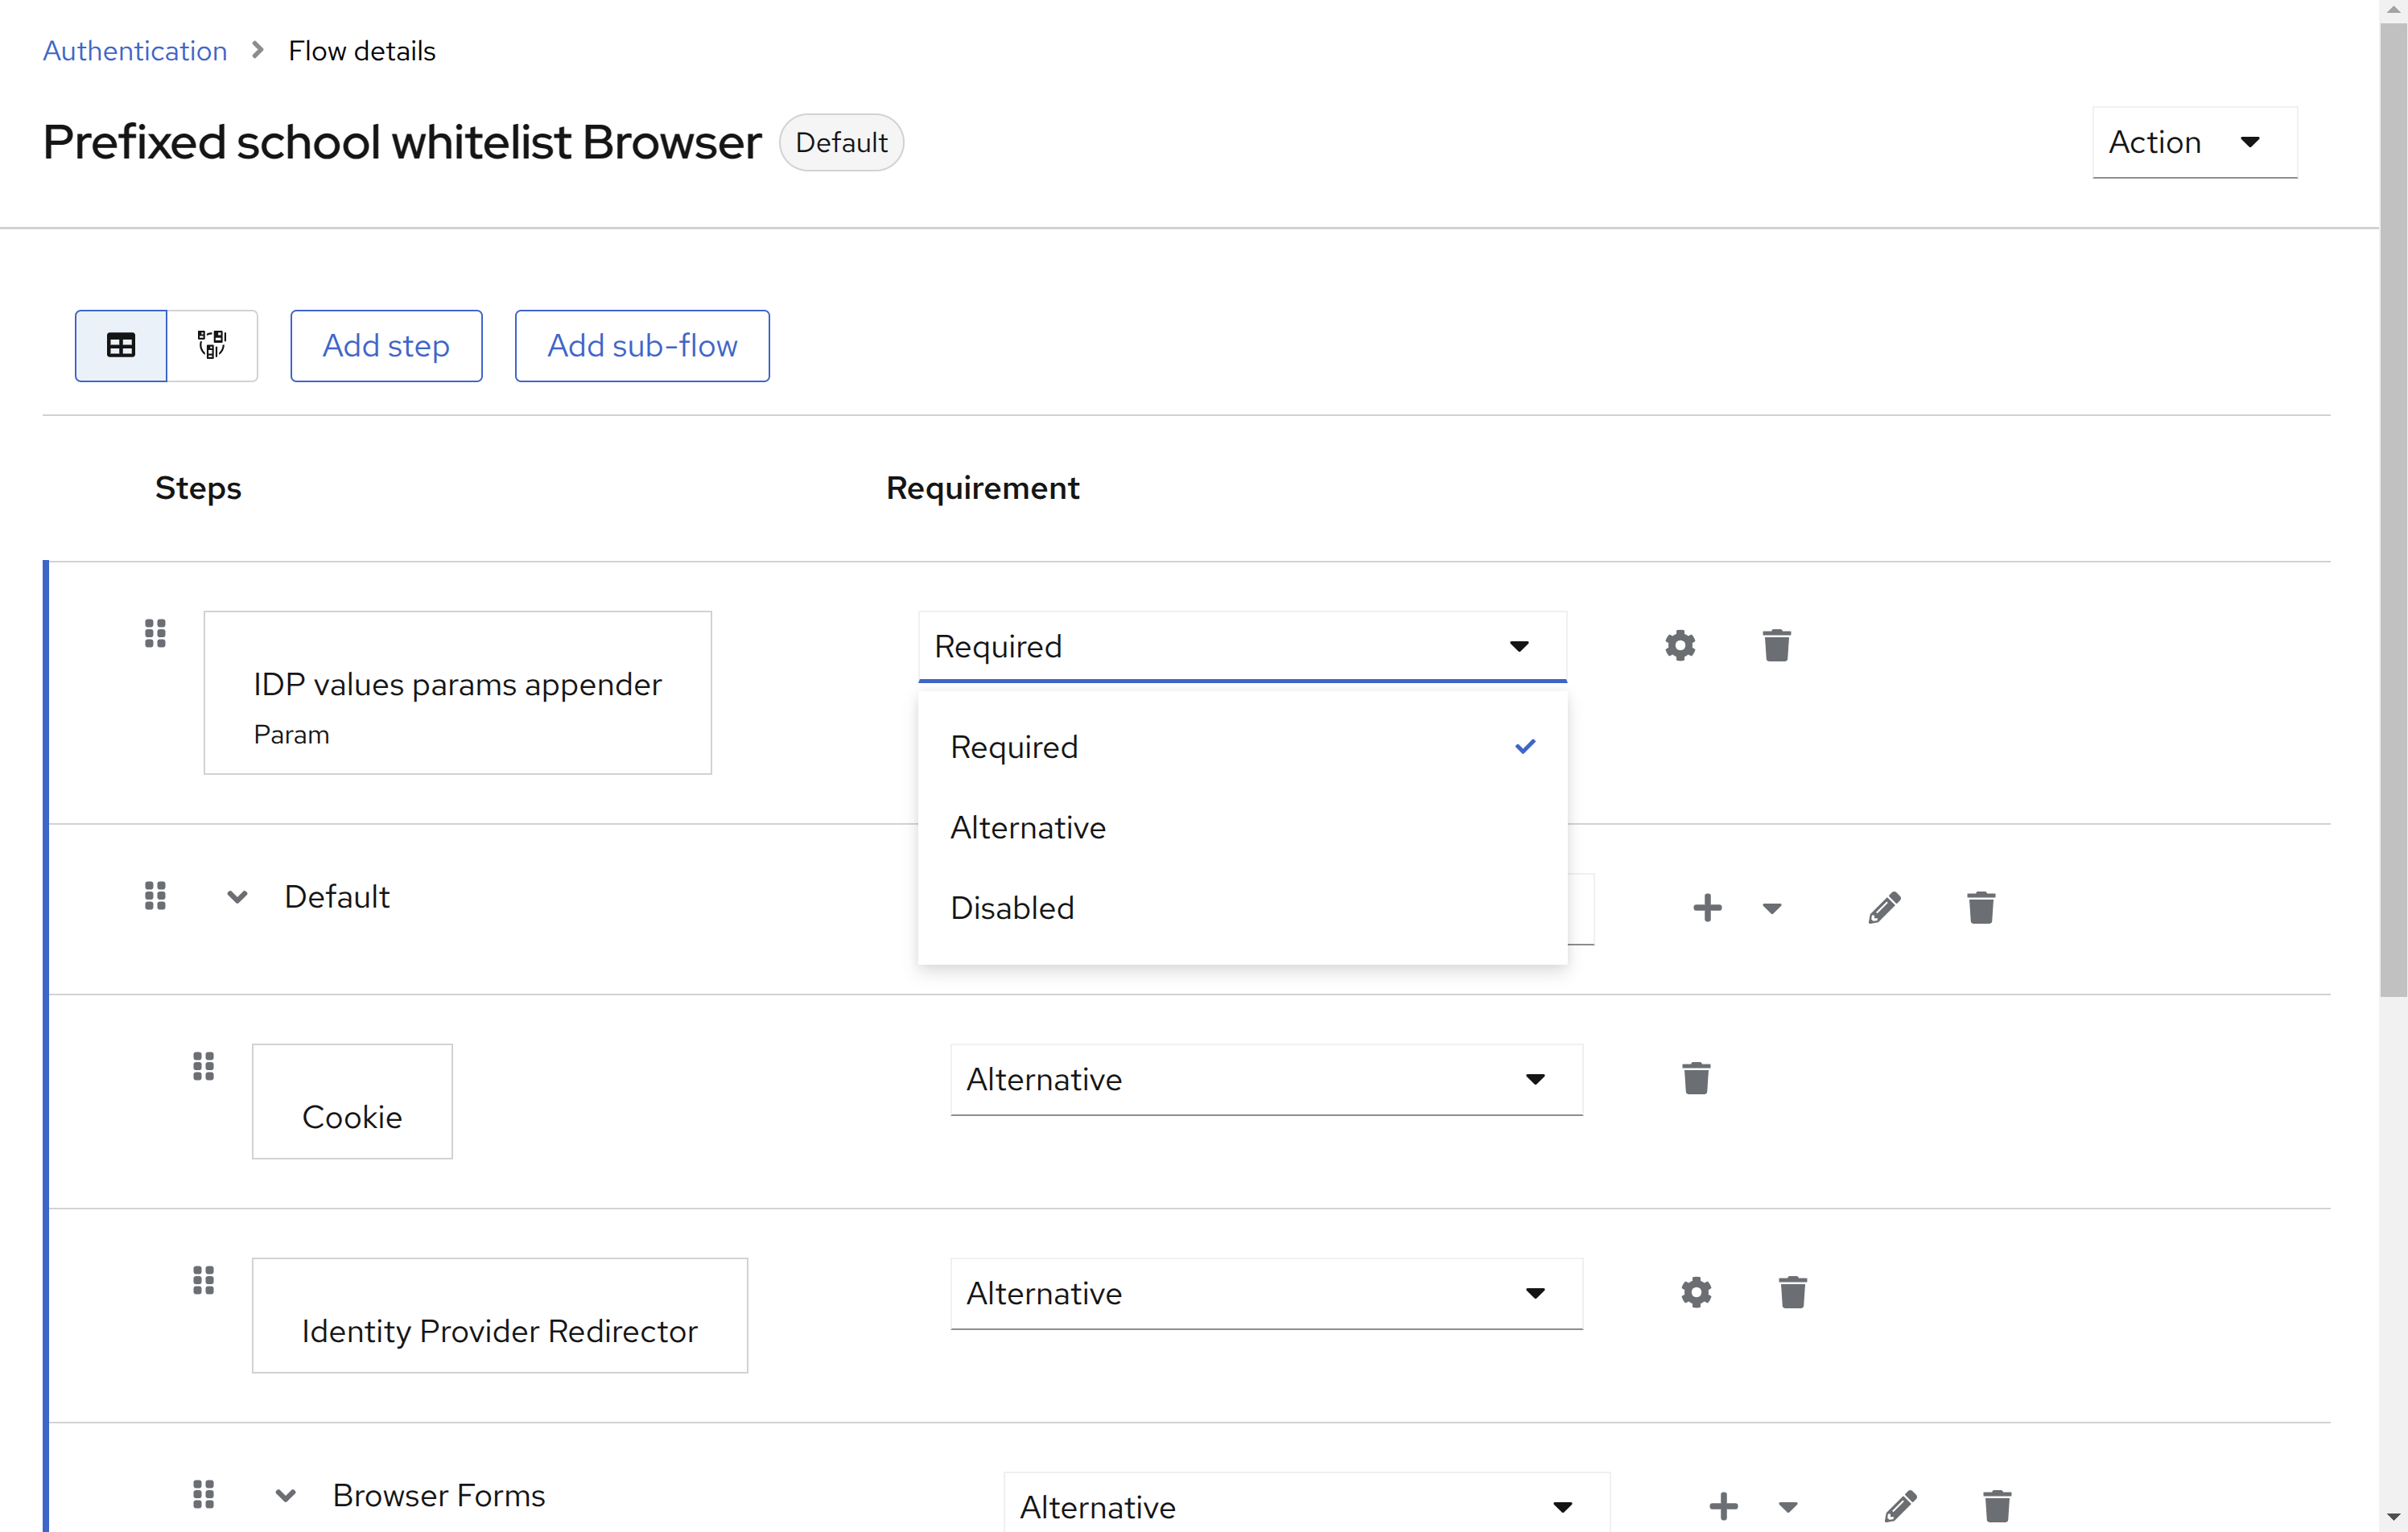 Authentication > Flow details
Prefixed school whitelist Browser Default
Action
Add step Add sub-flow
Steps Requirement
IDP values params appender
Param
Required
Required
Alternative
Disabled
Default
Cookie
Alternative
Identity Provider Redirector
Alternative
Browser Forms
Alternative